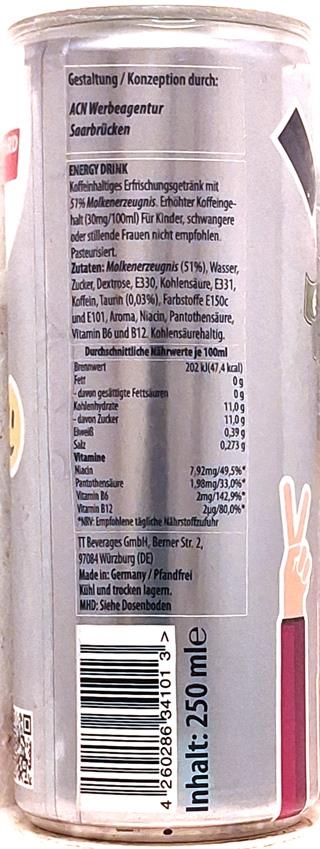 Gestaltung / Konzeption durch:
ACN Werbeagentur
Saarbrücken
ENERGY DRINK
Koffeinhaltiges Erfrischungsgetränk mit
51% Molkenerzeugnis. Erhöhter Koffeinge-
halt (30mg/100ml) Für Kinder, schwangere
oder stillende Frauen nicht empfohlen.
Pasteurisiert.
Zutaten: Molkenerzeugnis (51%), Wasser,
Zucker, Dextrose, E330, Kohlensäure, E331,
Koffein, Taurin (0,03%), Farbstoffe E150c
und E101, Aroma, Niacin, Pantothensäure,
Vitamin B6 und B12. Kohlensäurehaltig.
Durchschnittliche Nährwerte je 100ml
Brennwert 202 kJ(47,4 kcal)
Fett 0 g
- davon gesättigte Fettsäuren 0 g
Kohlenhydrate 11,0 g
- davon Zucker 11,0 g
Eiweiß 0,39 g
Salz 0,273 g
Vitamine
Niacin 7,92mg/49,5%*
Pantothensäure 1,98mg/33,0%*
Vitamin B6 2mg/142,9%*
Vitamin B12 2µg/80,0%*
*NRV: Empfohlene tägliche Nährstoffzufuhr
TT Beverages GmbH, Berner Str. 2,
97084 Würzburg (DE)
Made in: Germany / Pfandfrei
Kühl und trocken lagern.
MHD: Siehe Dosenboden
4 260286 34101 3 >
Inhalt: 250 ml e